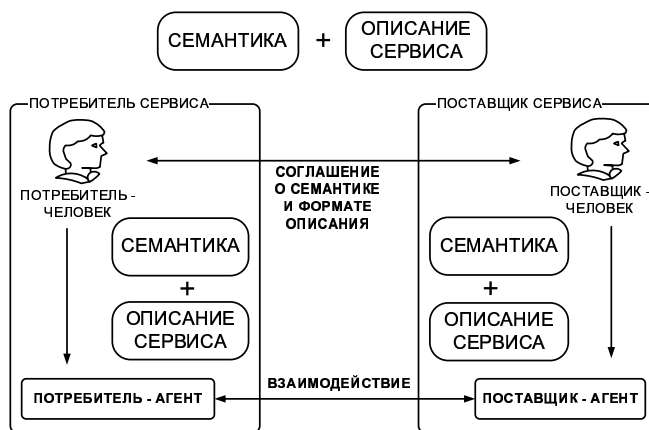 СЕМАНТИКА
+
ОПИСАНИЕ
СЕРВИСА
ПОТРЕБИТЕЛЬ СЕРВИСА
ПОТРЕБИТЕЛЬ -
ЧЕЛОВЕК
СЕМАНТИКА
+
ОПИСАНИЕ
СЕРВИСА
ПОТРЕБИТЕЛЬ - АГЕНТ
СОГЛАШЕНИЕ
О СЕМАНТИКЕ
И ФОРМАТЕ
ОПИСАНИЯ
ВЗАИМОДЕЙСТВИЕ
ПОСТАВЩИК СЕРВИСА
ПОСТАВЩИК -
ЧЕЛОВЕК
СЕМАНТИКА
+
ОПИСАНИЕ
СЕРВИСА
ПОСТАВЩИК - АГЕНТ